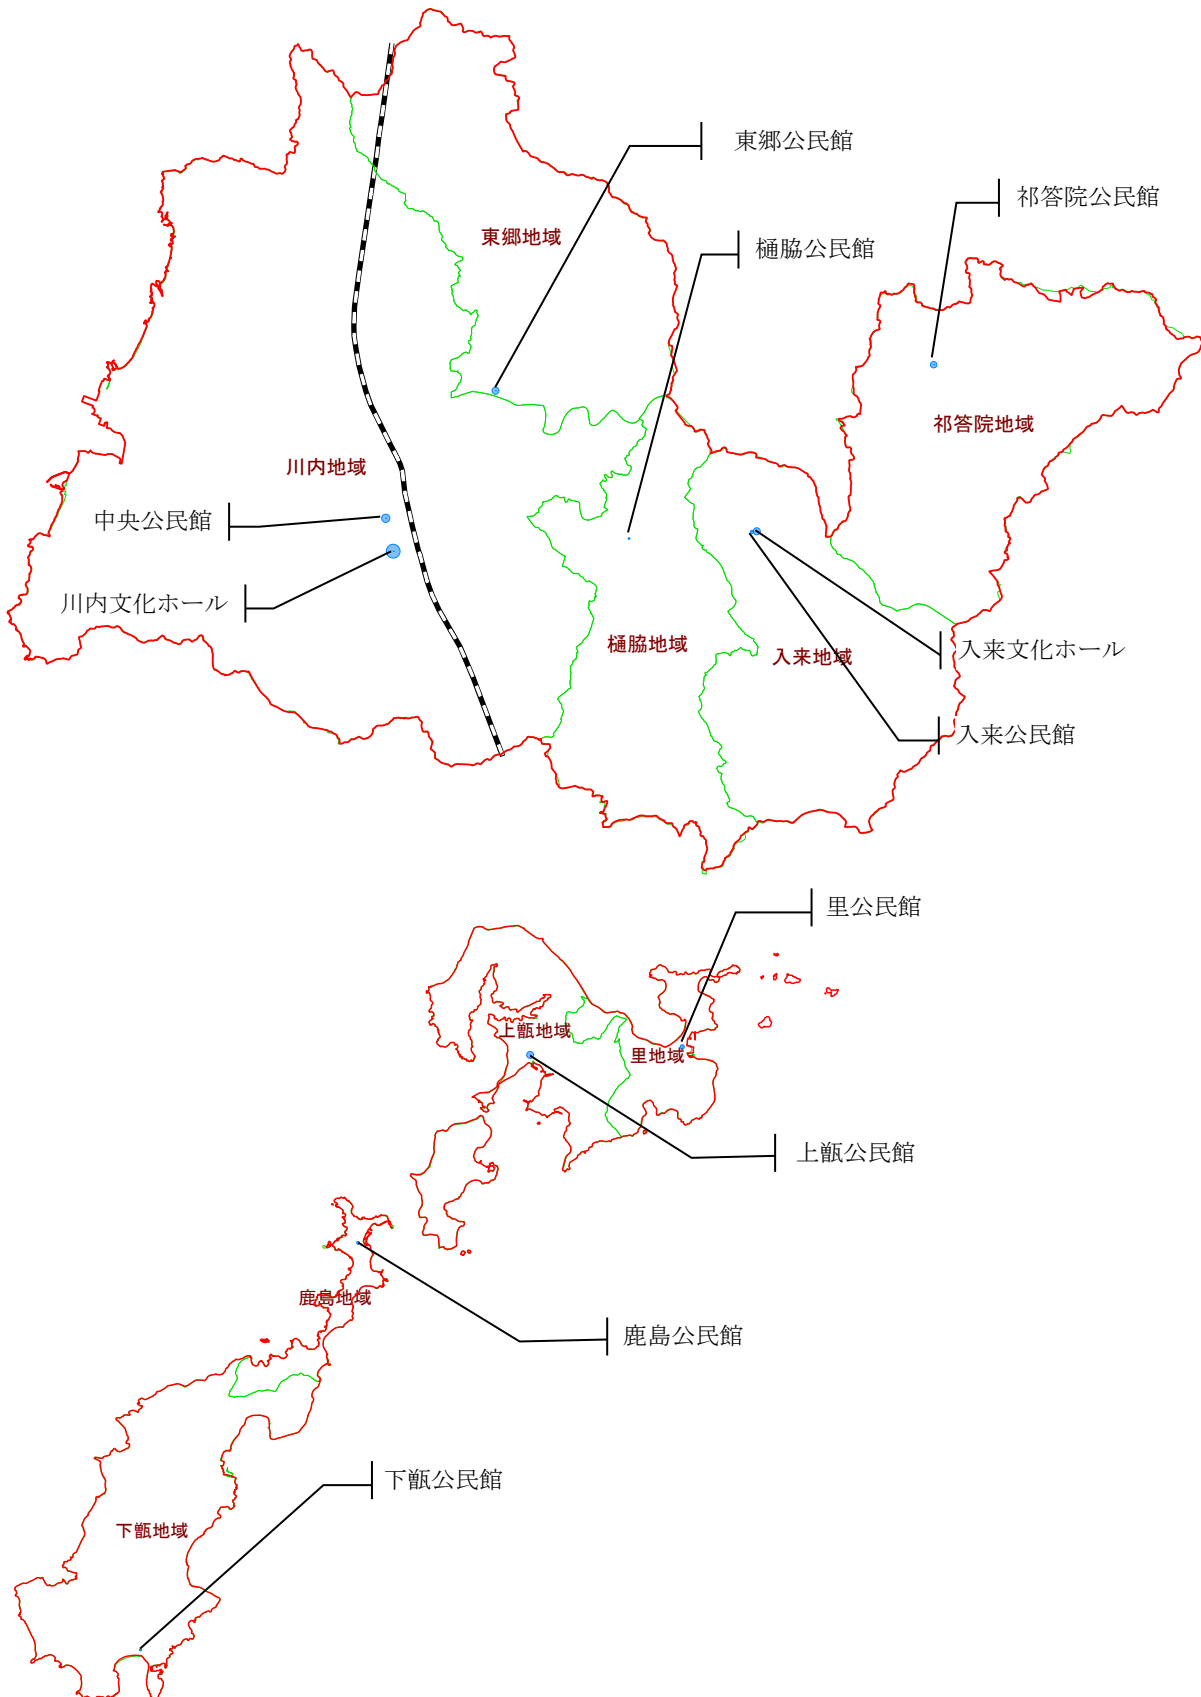 東郷公民館
祁答院公民館
東郷地域
樋脇公民館
祁答院地域
川内地域
中央公民館
川内文化ホール
樋脇地域
入来地域
入来文化ホール
入来公民館
里公民館
上甑地域
里地域
上甑公民館
鹿島地域
鹿島公民館
下甑公民館
下甑地域